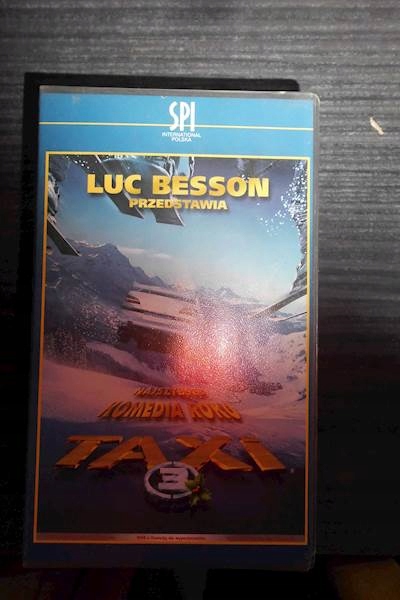 SPI
INTERNATIONAL
POLSKA
LUC BESSON
PRZEDSTAWIA
KOMEDIA ROKU
TAXI
3